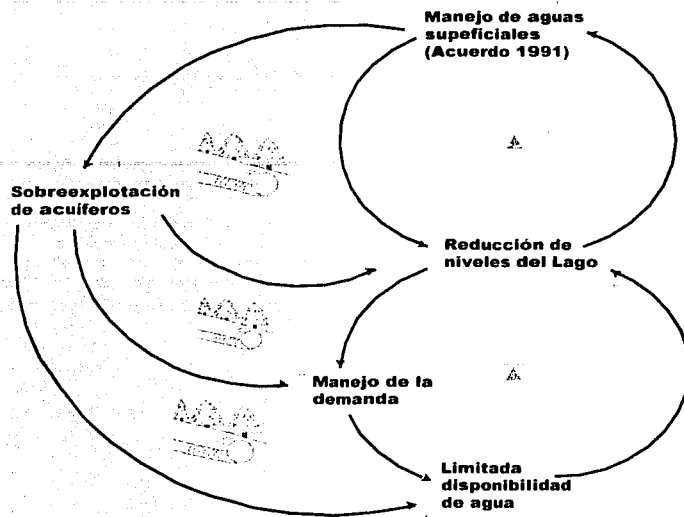 Manejo de aguas
supeficiales
(Acuerdo 1991)
Sobreexplotación
de acuíferos
Reducción de
niveles del Lago
Manejo de la
demanda
Limitada
disponibilidad
de agua